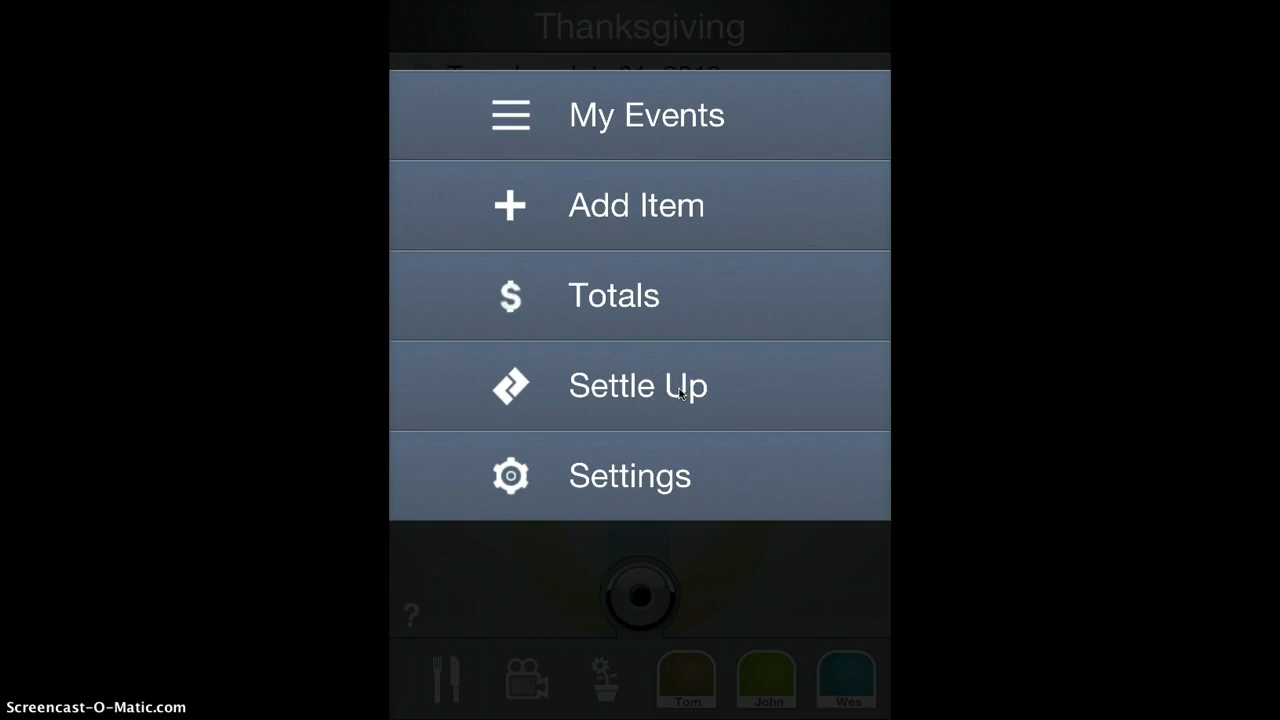 Thanksgiving
My Events
Add Item
Totals
Settle Up
Settings
?
Tom
John
Wes
Screencast-O-Matic.com